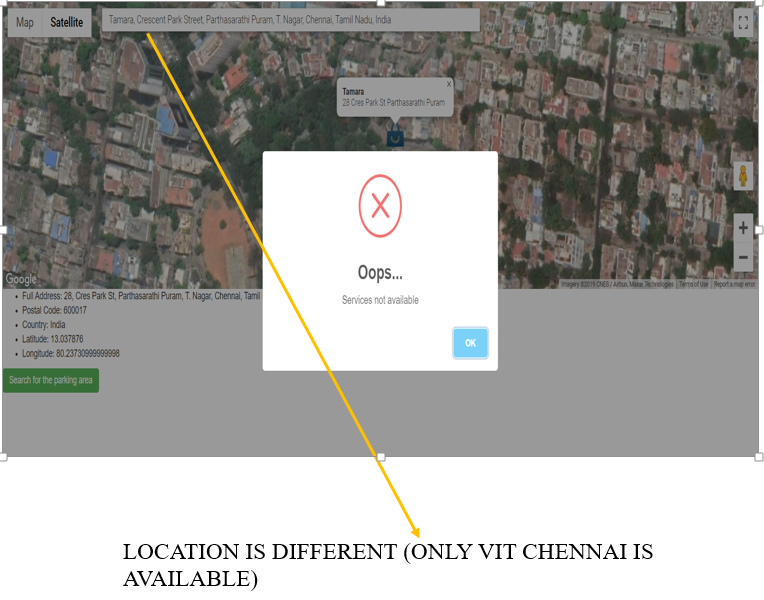 Map Satellite
Tamara, Crescent Park Street, Parthasarathy Puram, T. Nagar, Chennai, Tamil Nadu, India
X
Tamara
28 Cres Park St Parthasarathi Puram
Oops...
Services not available
OK
+
−
Google
Imagery ©2019 CNES / Airbus, Maxar Technologies Terms of Use Report a map error
• Full Address: 28, Cres Park St, Parthasarathi Puram, T. Nagar, Chennai, Tamil
• Postal Code: 600017
• Country: India
• Latitude: 13.037876
• Longitude: 80.23730999999998
Search for the parking area
LOCATION IS DIFFERENT (ONLY VIT CHENNAI IS
AVAILABLE)